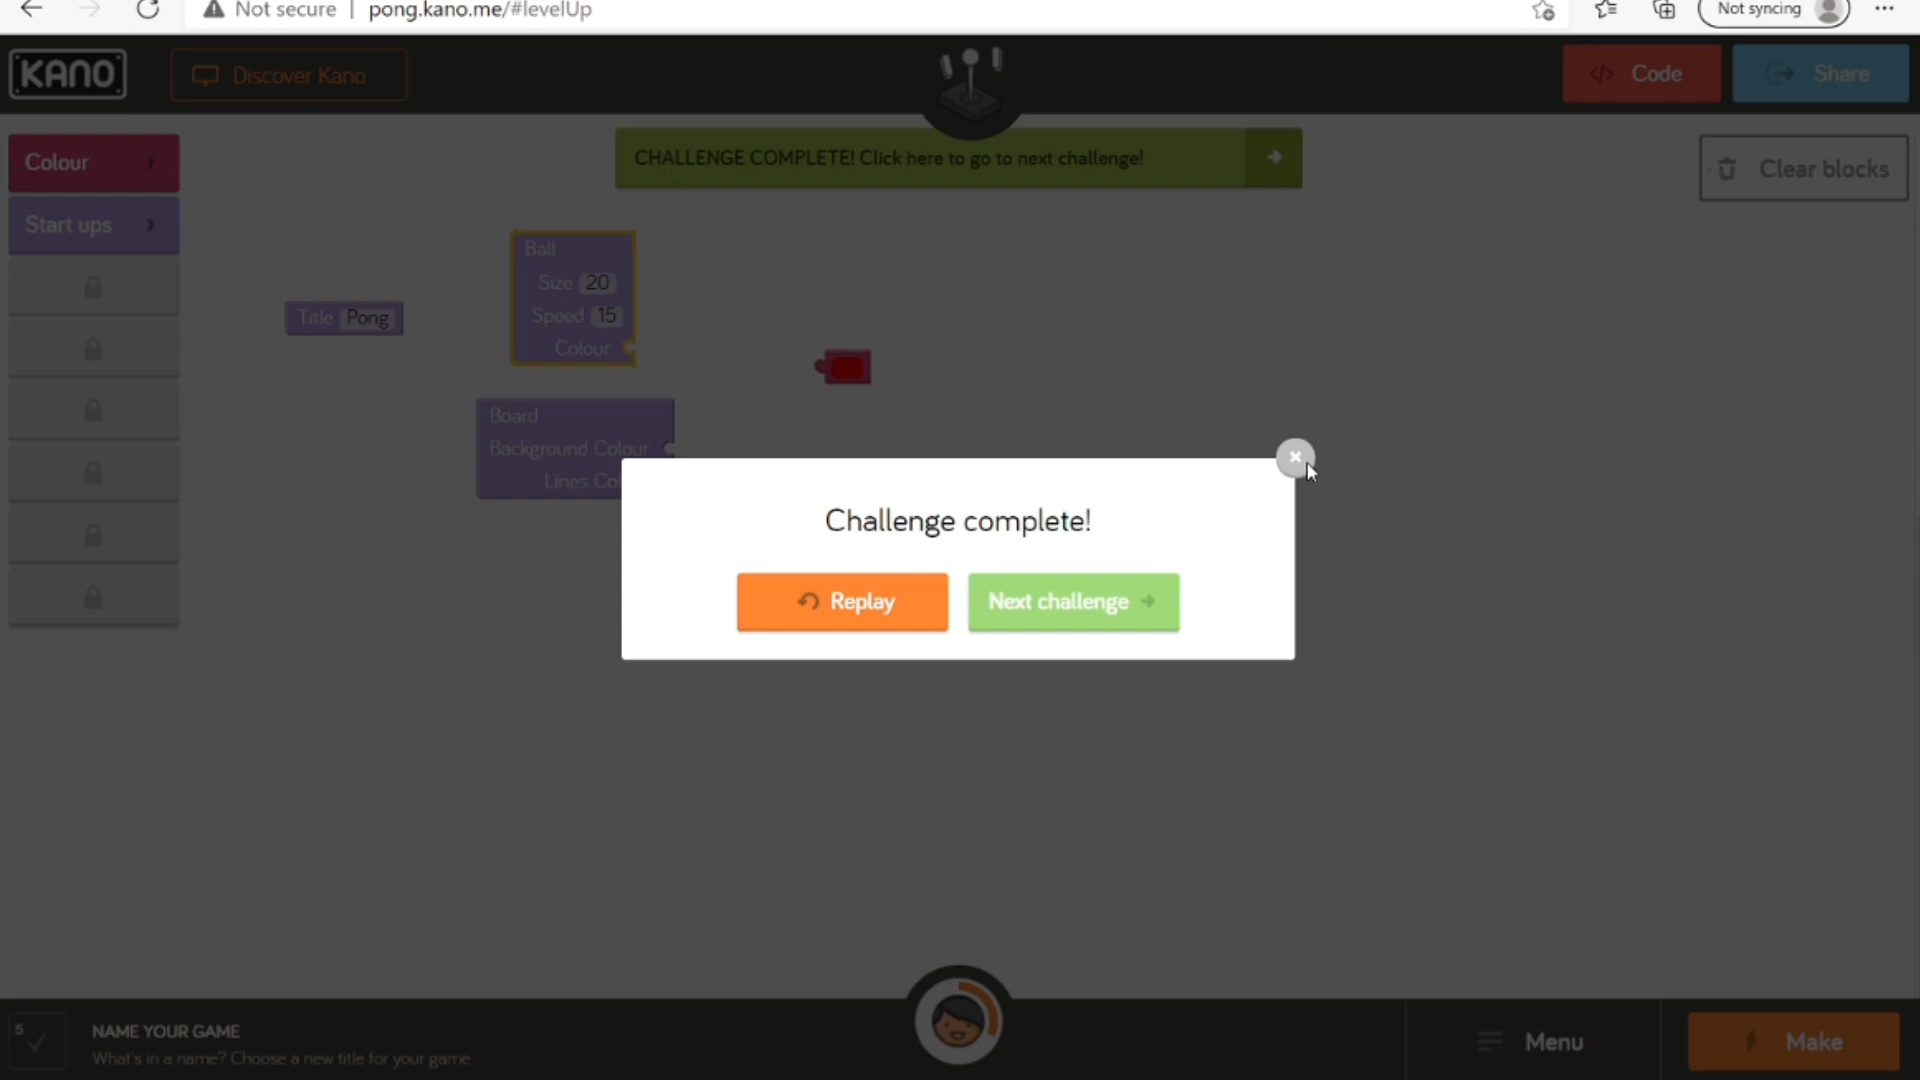 Not secure | pong.kano.me/#levelUp
Not syncing
KANO
Discover Kano
Code
Share
Colour
CHALLENGE COMPLETE! Click here to go to next challenge!
Clear blocks
Start ups
Ball
Size 20
Speed 15
Colour
Title Pong
Board
Background Colour
Lines Co
Challenge complete!
Replay
Next challenge
5
NAME YOUR GAME
What's in a name? Choose a new title for your game
Menu
Make